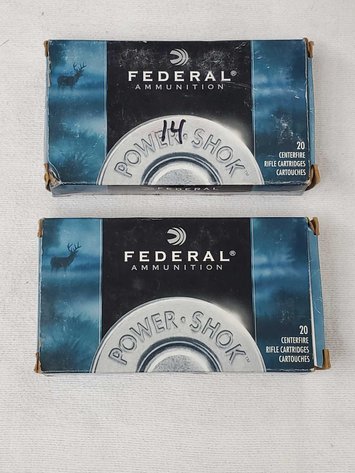 FEDERAL®
AMMUNITION
14
POWER·SHOK
20
CENTERFIRE
RIFLE CARTRIDGES
CARTOUCHES
FEDERAL
FEDERAL®
AMMUNITION
POWER·SHOK
20
CENTERFIRE
RIFLE CARTRIDGES
CARTOUCHES